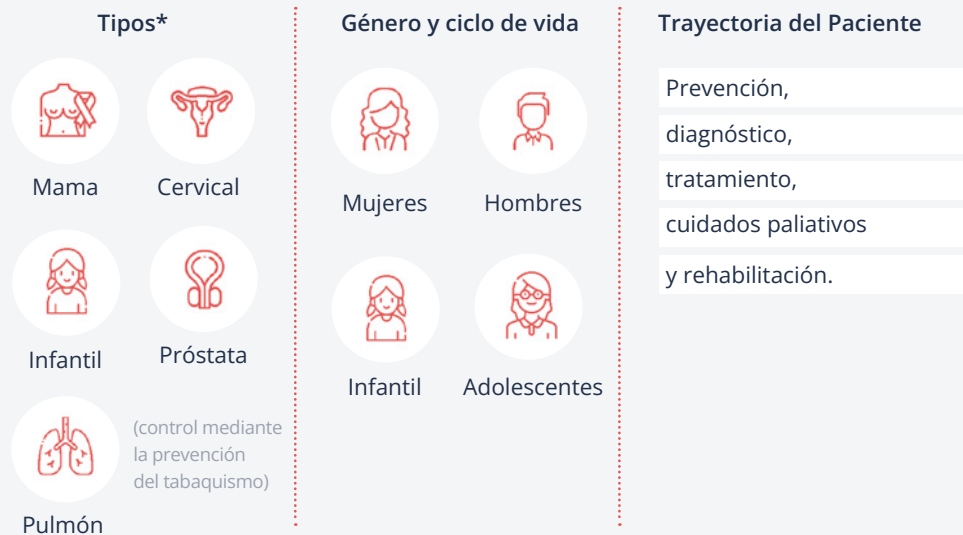 Tipos*
Mama
Cervical
Infantil
Próstata
Pulmón
(control mediante
la prevención
del tabaquismo)
Género y ciclo de vida
Mujeres
Hombres
Infantil
Adolescentes
Trayectoria del Paciente
Prevención,
diagnóstico,
tratamiento,
cuidados paliativos
y rehabilitación.